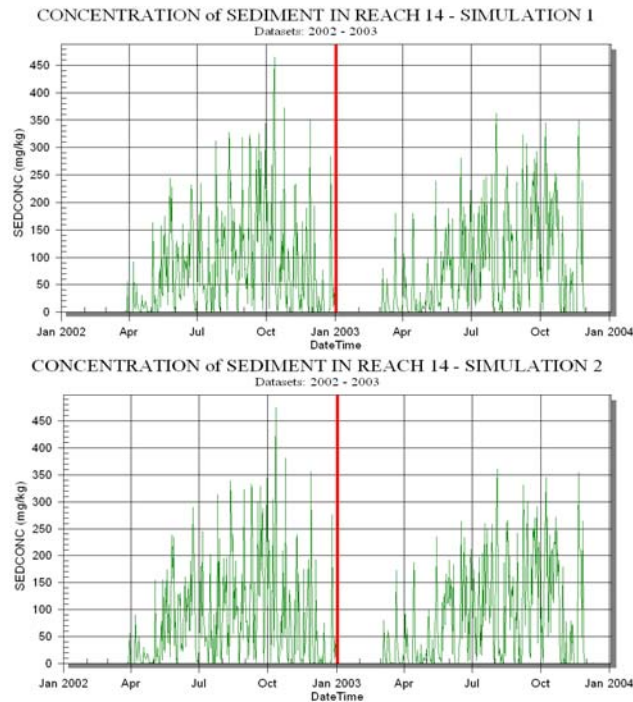 CONCENTRATION of SEDIMENT IN REACH 14 - SIMULATION 1
Datasets: 2002 - 2003
SEDCONC (mg/kg)
450
400
350
300
250
200
150
100
50
0
Jan 2002 Apr Jul Oct Jan 2003 Apr Jul Oct Jan 2004
DateTime
CONCENTRATION of SEDIMENT IN REACH 14 - SIMULATION 2
Datasets: 2002 - 2003
SEDCONC (mg/kg)
450
400
350
300
250
200
150
100
50
0
Jan 2002 Apr Jul Oct Jan 2003 Apr Jul Oct Jan 2004
DateTime